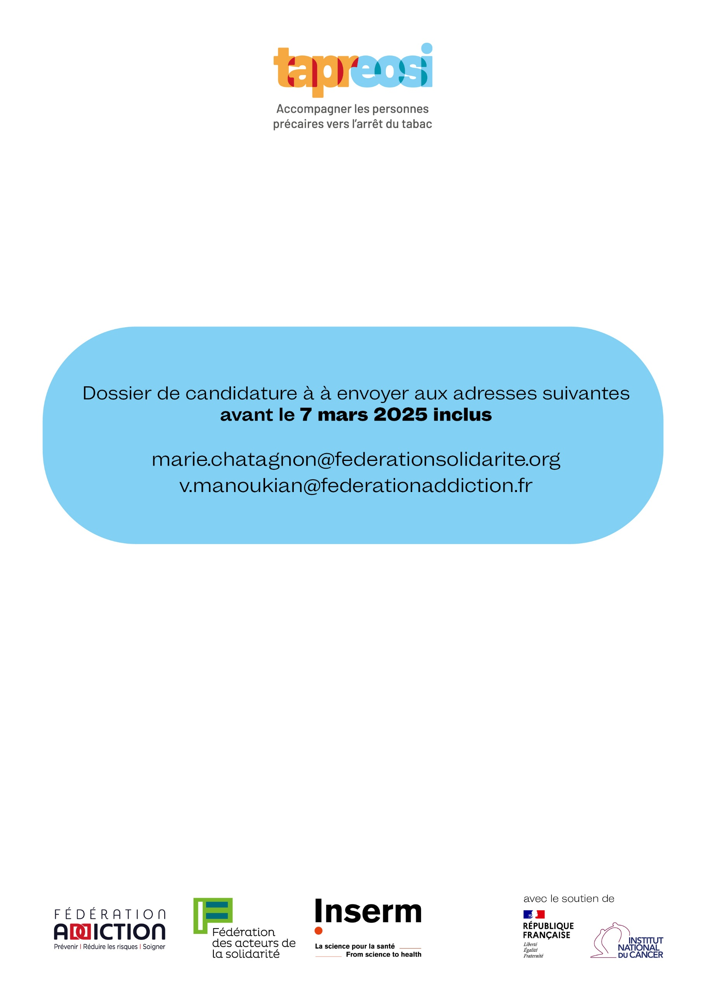 tapreosi
Accompagner les personnes
précaires vers l'arrêt du tabac
Dossier de candidature à à envoyer aux adresses suivantes
avant le 7 mars 2025 inclus
marie.chatagnon@federationsolidarite.org
v.manoukian@federationaddiction.fr
FÉDÉRATION
ADDICTION
Prévenir | Réduire les risques | Soigner
Fédération
des acteurs de
la solidarité
Inserm
La science pour la santé
From science to health
avec le soutien de
RÉPUBLIQUE
FRANÇAISE
Liberté
Égalité
Fraternité
INSTITUT
NATIONAL
DU CANCER